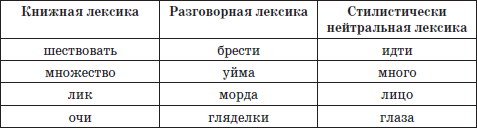 Книжная лексика Разговорная лексика Стилистически нейтральная лексика
шествовать брести идти
множество уйма много
лик морда лицо
очи гляделки глаза